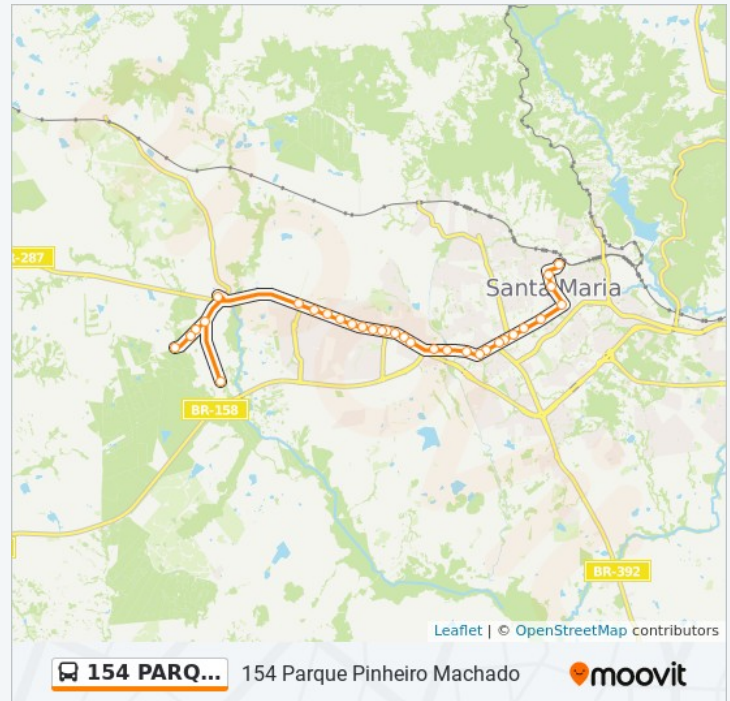 -287
Santa Maria
BR-158
BR-392
Leaflet | © OpenStreetMap contributors
154 PARQ... 154 Parque Pinheiro Machado moovit